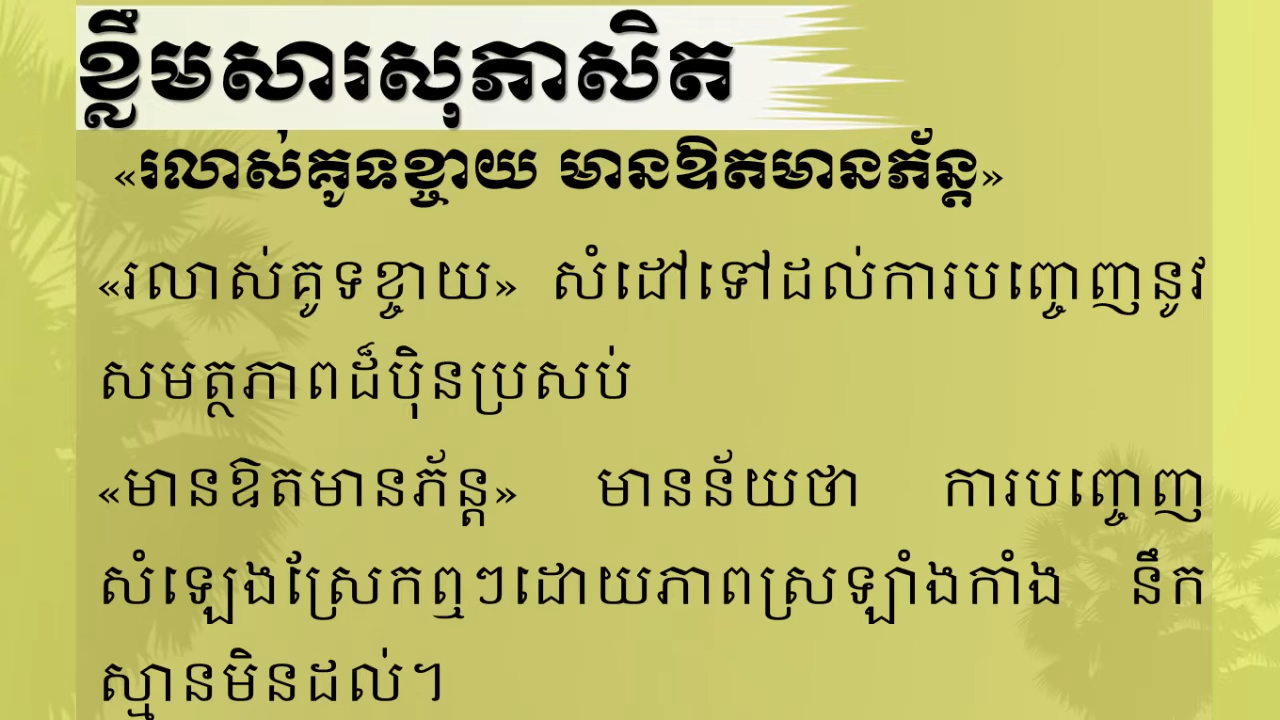 ខ្លឹមសារសុភាសិត
«រលាស់គូទខ្ចាយ មានឱតមានភ័ន្ត»
«រលាស់គូទខ្ចាយ» សំដៅទៅដល់ការបញ្ចេញនូវ
សមត្ថភាពដ៏ប៉ិនប្រសប់
«មានឱតមានភ័ន្ត» មានន័យថា ការបញ្ចេញ
សំឡេងស្រែកឮៗដោយភាពស្រឡាំងកាំង នឹក
ស្មានមិនដល់។